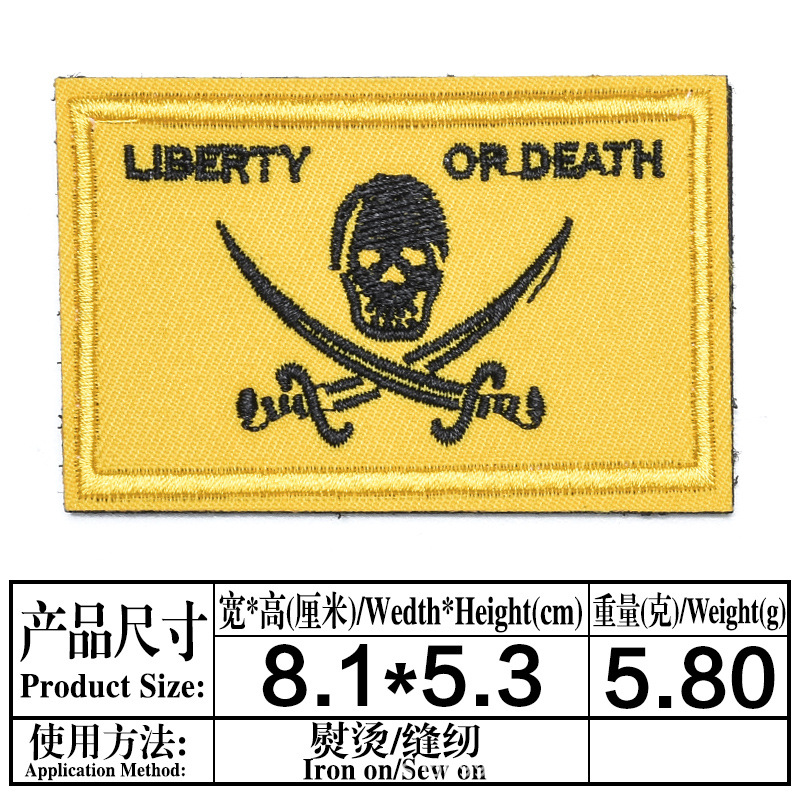 LIBERTY OR DEATH
产品尺寸
Product Size:
宽*高(厘米)/Wedth*Height(cm)
重量(克)/Weight(g)
8.1*5.3
5.80
使用方法:
Application Method:
熨烫/缝纫
Iron on/Sew on